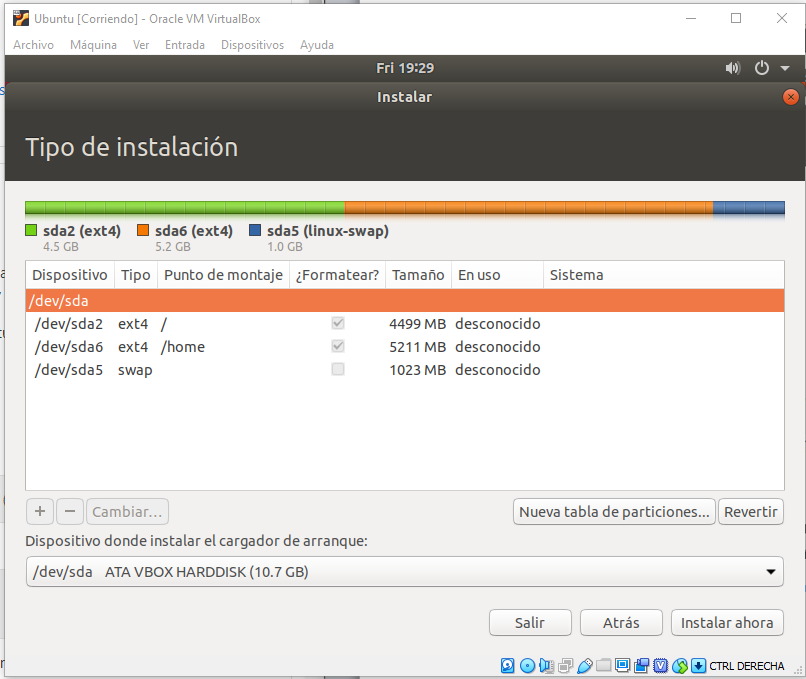 Ubuntu [Corriendo] - Oracle VM VirtualBox
Archivo Máquina Ver Entrada Dispositivos Ayuda
Fri 19:29
Instalar
Tipo de instalación
sda2 (ext4) sda6 (ext4) sda5 (linux-swap)
4.5 GB 5.2 GB 1.0 GB
Dispositivo Tipo Punto de montaje ¿Formatear? Tamaño En uso Sistema
/dev/sda
/dev/sda2 ext4 / 4499 MB desconocido
/dev/sda6 ext4 /home 5211 MB desconocido
/dev/sda5 swap 1023 MB desconocido
+ − Cambiar... Nueva tabla de particiones... Revertir
Dispositivo donde instalar el cargador de arranque:
/dev/sda ATA VBOX HARDDISK (10.7 GB)
Salir Atrás Instalar ahora
CTRL DERECHA